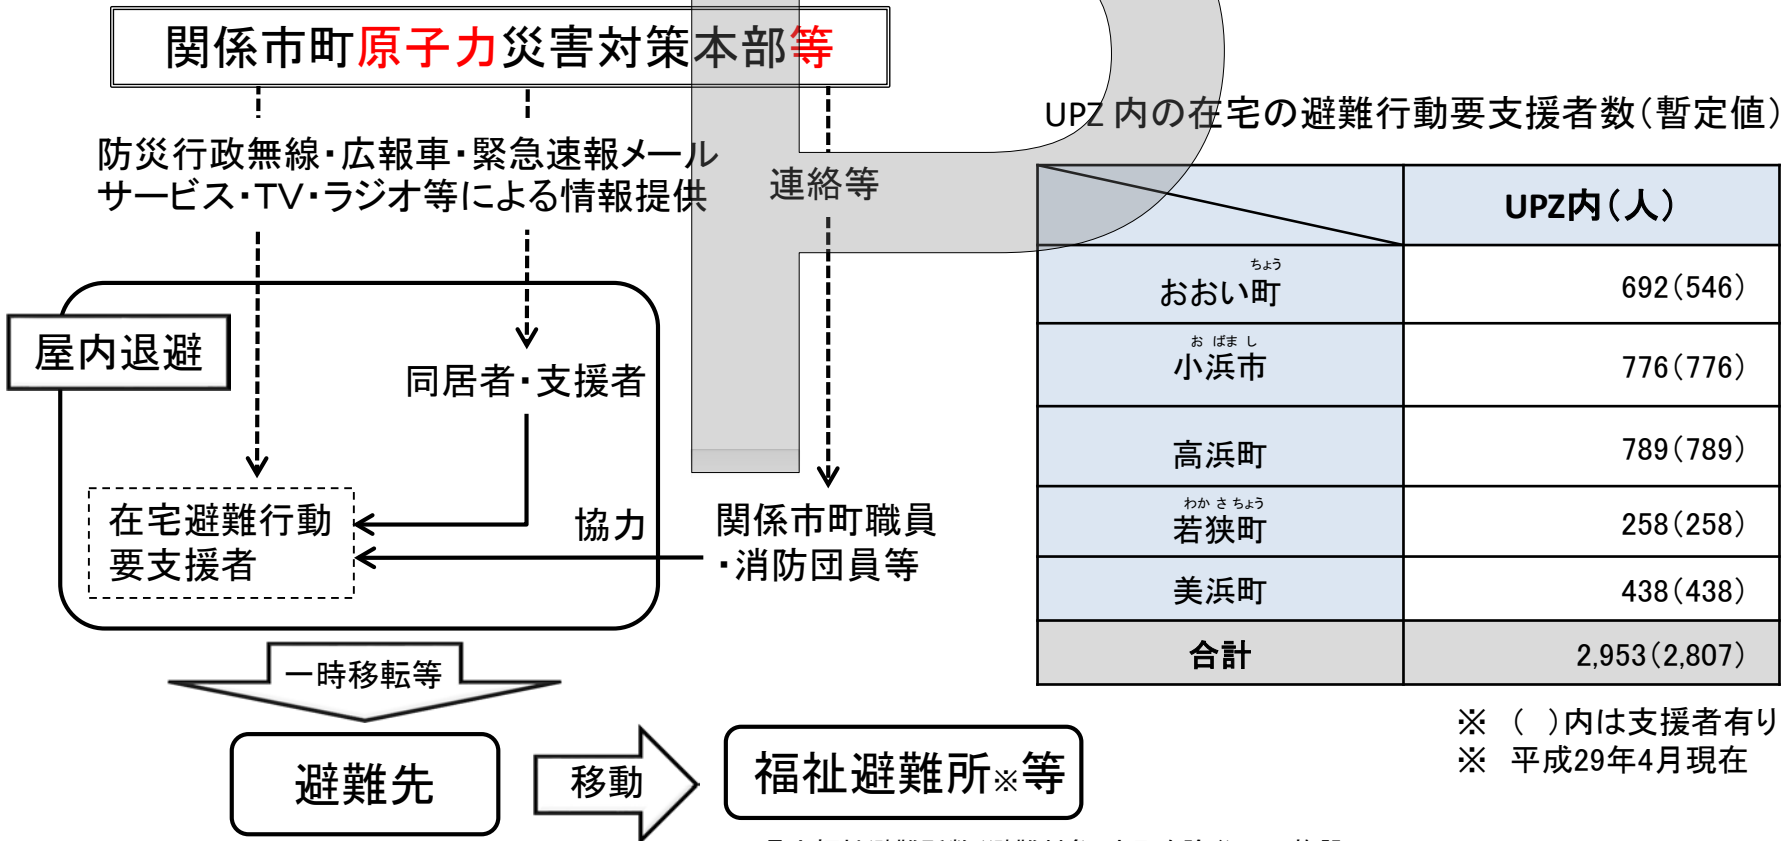 関係市町原子力災害対策本部等
防災行政無線・広報車・緊急速報メール
サービス・TV・ラジオ等による情報提供
連絡等
屋内退避
同居者・支援者
在宅避難行動
要支援者
協力
関係市町職員
・消防団員等
一時移転等
避難先
移動
福祉避難所※等
UPZ 内の在宅の避難行動要支援者数（暫定値）
UPZ内（人）
ちょう
おおい町 692（546）
お ばま し
小浜市 776（776）
高浜町 789（789）
わか さ ちょう
若狭町 258（258）
美浜町 438（438）
合計 2,953（2,807）
※ （ ）内は支援者有り
※ 平成29年4月現在